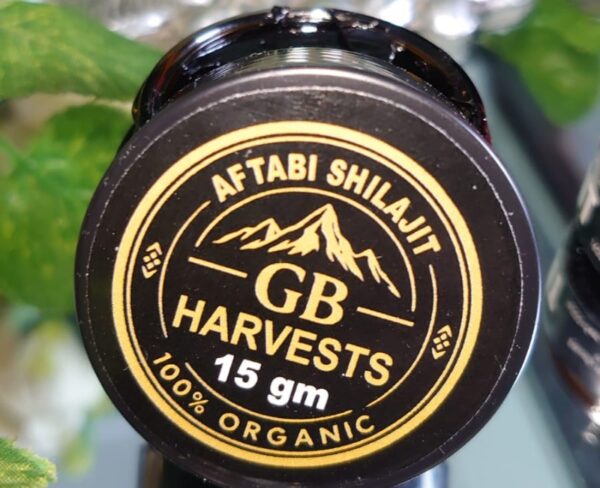 AFTABI SHILAJIT
GB
HARVESTS
15 gm
100% ORGANIC